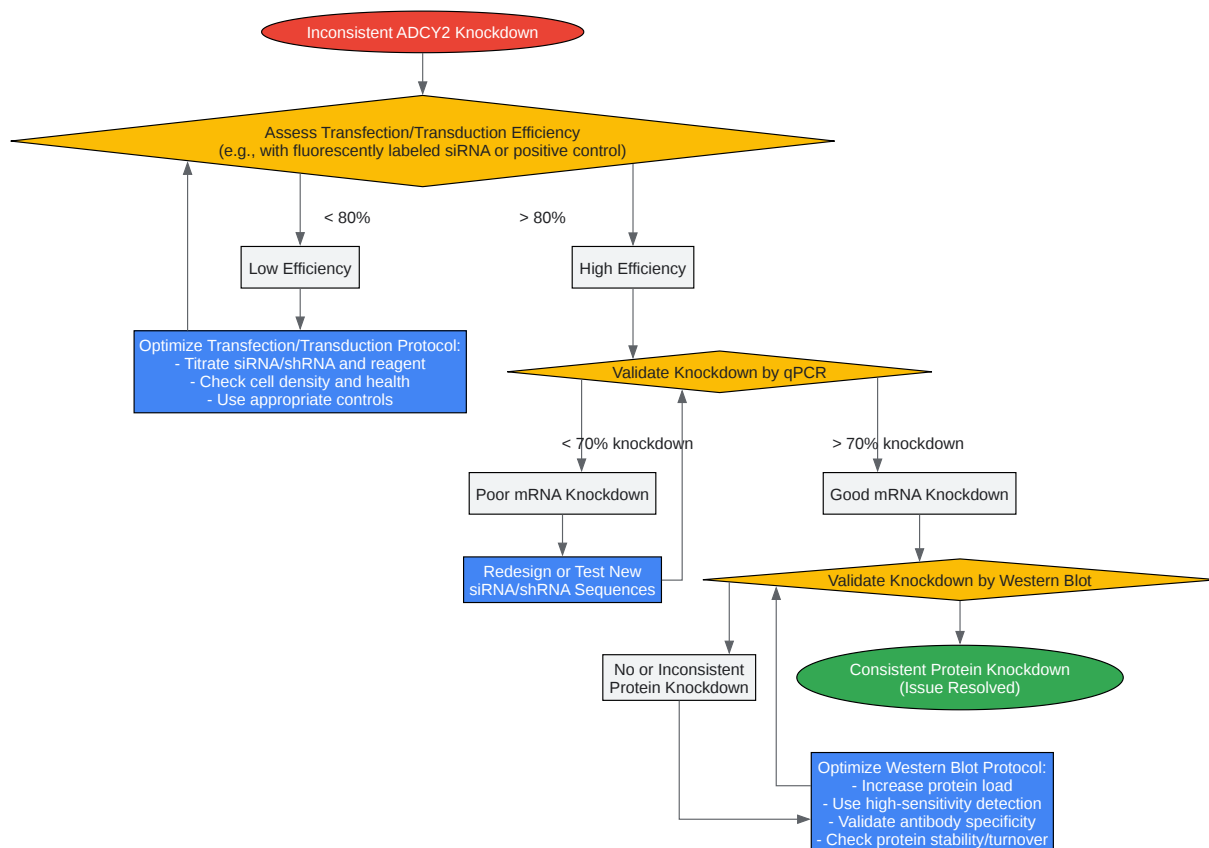 Inconsistent ADCY2 Knockdown
Assess Transfection/Transduction Efficiency
(e.g., with fluorescently labeled siRNA or positive control)
< 80%
> 80%
Low Efficiency
High Efficiency
Optimize Transfection/Transduction Protocol:
- Titrate siRNA/shRNA and reagent
- Check cell density and health
- Use appropriate controls
Validate Knockdown by qPCR
< 70% knockdown
> 70% knockdown
Poor mRNA Knockdown
Good mRNA Knockdown
Redesign or Test New
siRNA/shRNA Sequences
Validate Knockdown by Western Blot
No or Inconsistent
Protein Knockdown
Consistent Protein Knockdown
(Issue Resolved)
Optimize Western Blot Protocol:
- Increase protein load
- Use high-sensitivity detection
- Validate antibody specificity
- Check protein stability/turnover